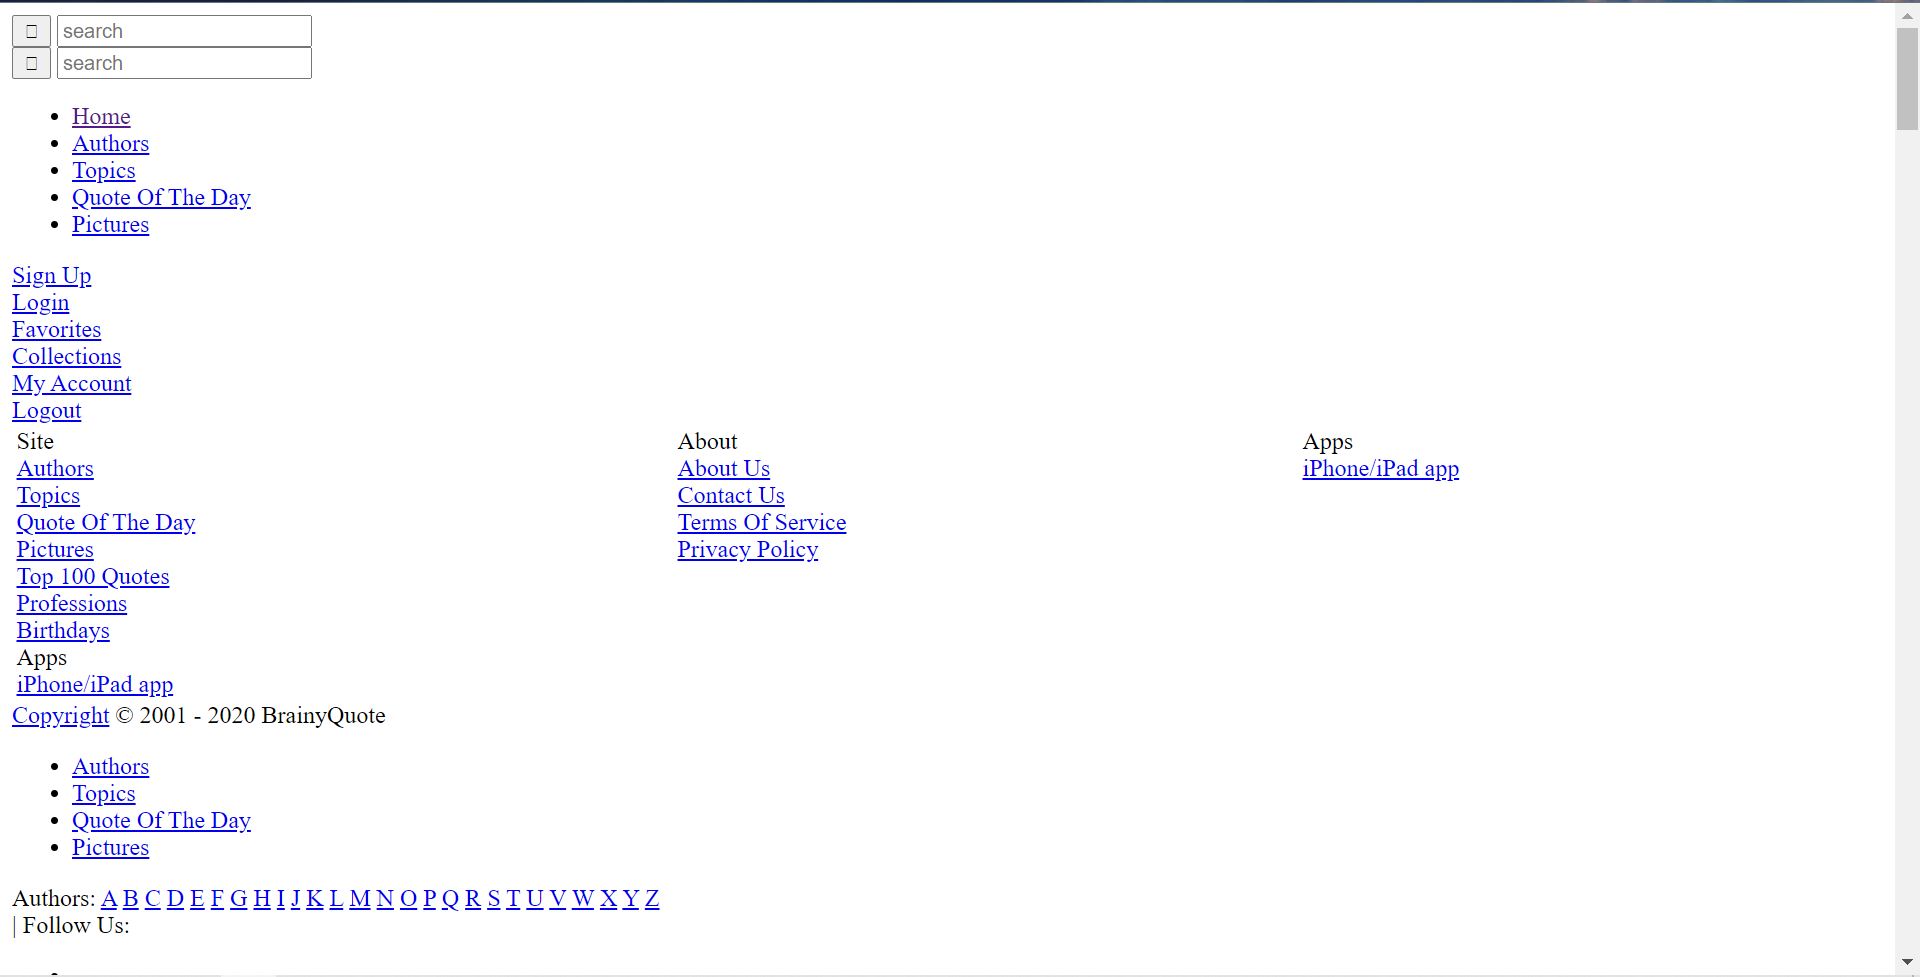 search
search
Home
Authors
Topics
Quote Of The Day
Pictures
Sign Up
Login
Favorites
Collections
My Account
Logout
Site
Authors
Topics
Quote Of The Day
Pictures
Top 100 Quotes
Professions
Birthdays
Apps
iPhone/iPad app
About
About Us
Contact Us
Terms Of Service
Privacy Policy
Apps
iPhone/iPad app
Copyright © 2001 - 2020 BrainyQuote
Authors
Topics
Quote Of The Day
Pictures
Authors: A B C D E F G H I J K L M N O P Q R S T U V W X Y Z
| Follow Us: